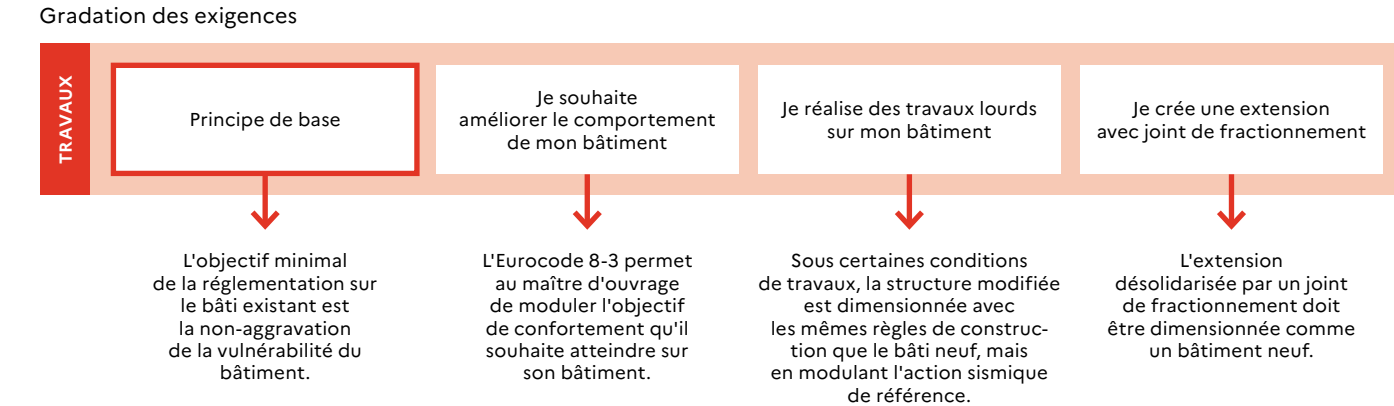 Gradation des exigences
TRAVAUX
Principe de base
Je souhaite
améliorer le comportement
de mon bâtiment
Je réalise des travaux lourds
sur mon bâtiment
Je crée une extension
avec joint de fractionnement
L'objectif minimal
de la réglementation sur
le bâti existant est
la non-aggravation
de la vulnérabilité du
bâtiment.
L'Eurocode 8-3 permet
au maître d'ouvrage
de moduler l'objectif
de confortement qu'il
souhaite atteindre sur
son bâtiment.
Sous certaines conditions
de travaux, la structure modifiée
est dimensionnée avec
les mêmes règles de construc-
tion que le bâti neuf, mais
en modulant l'action sismique
de référence.
L'extension
désolidarisée par un joint
de fractionnement doit
être dimensionnée comme
un bâtiment neuf.